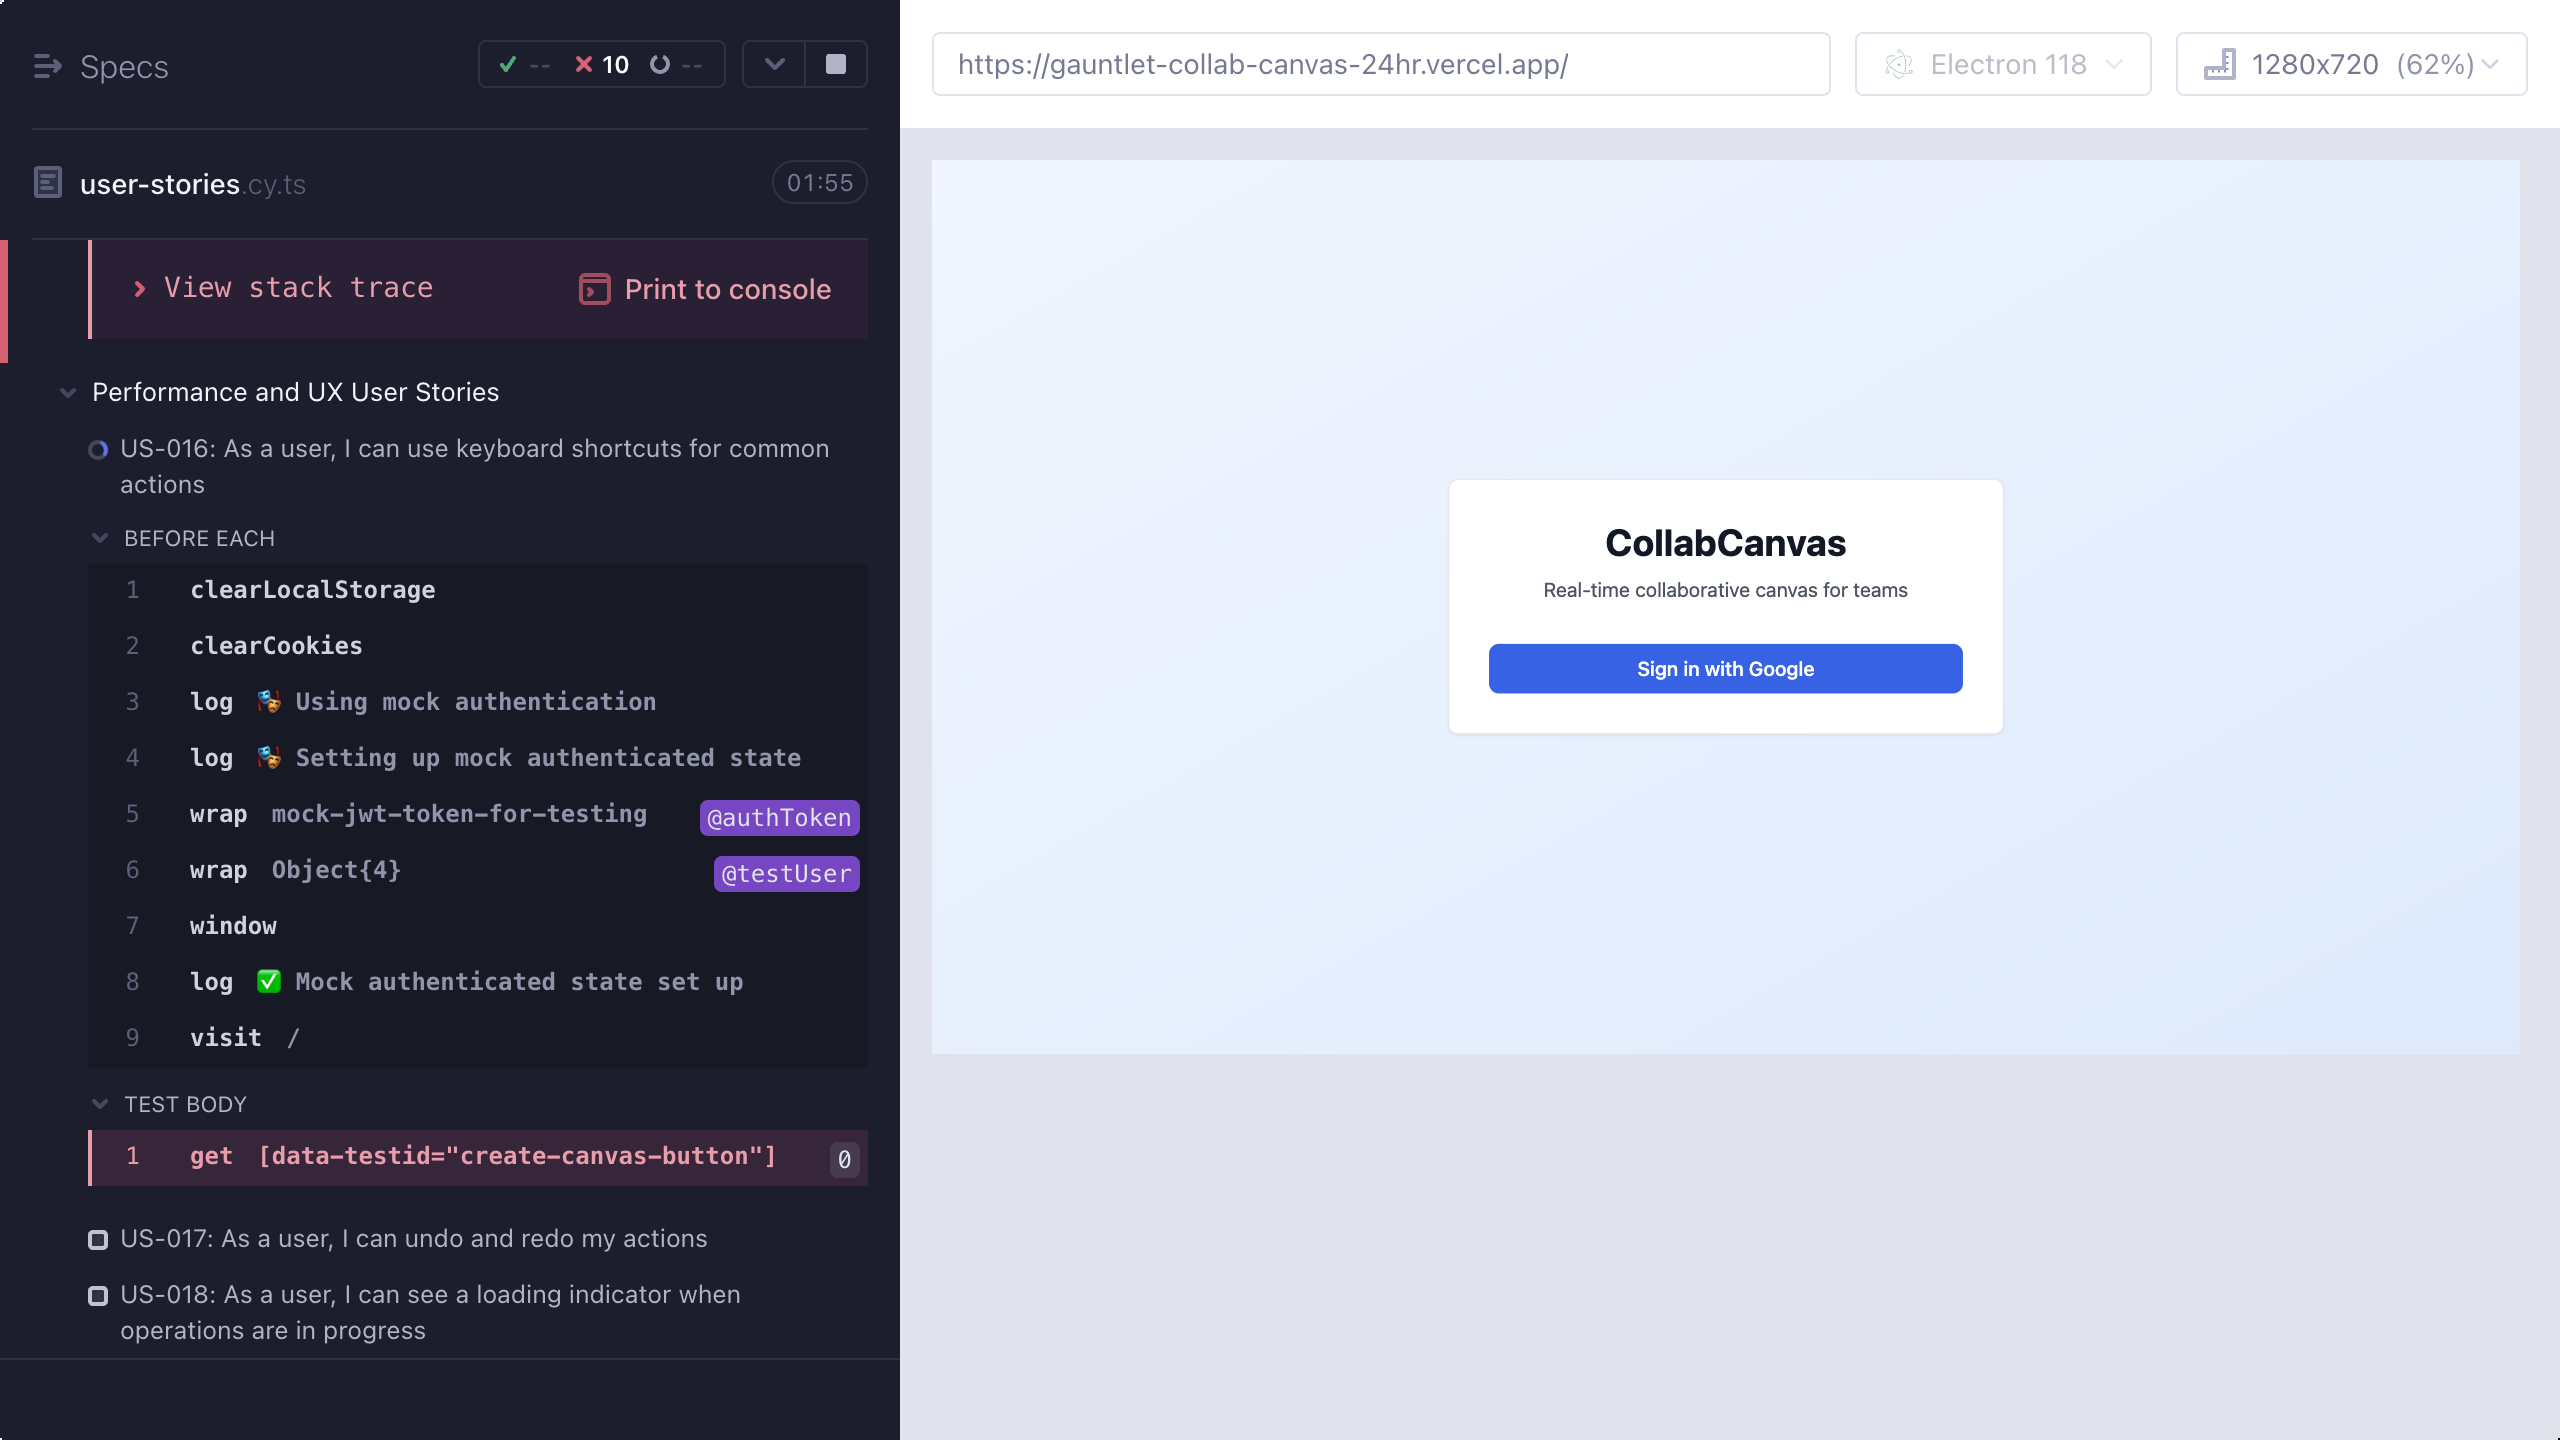 Specs
-- 10 --
user-stories.cy.ts
01:55
View stack trace
Print to console
Performance and UX User Stories
US-016: As a user, I can use keyboard shortcuts for common
actions
BEFORE EACH
1 clearLocalStorage
2 clearCookies
3 log 🎭 Using mock authentication
4 log 🎭 Setting up mock authenticated state
5 wrap mock-jwt-token-for-testing @authToken
6 wrap Object{4} @testUser
7 window
8 log ✅ Mock authenticated state set up
9 visit /
TEST BODY
1 get [data-testid="create-canvas-button"] 0
US-017: As a user, I can undo and redo my actions
US-018: As a user, I can see a loading indicator when
operations are in progress
https://gauntlet-collab-canvas-24hr.vercel.app/
Electron 118
1280x720 (62%)
CollabCanvas
Real-time collaborative canvas for teams
Sign in with Google